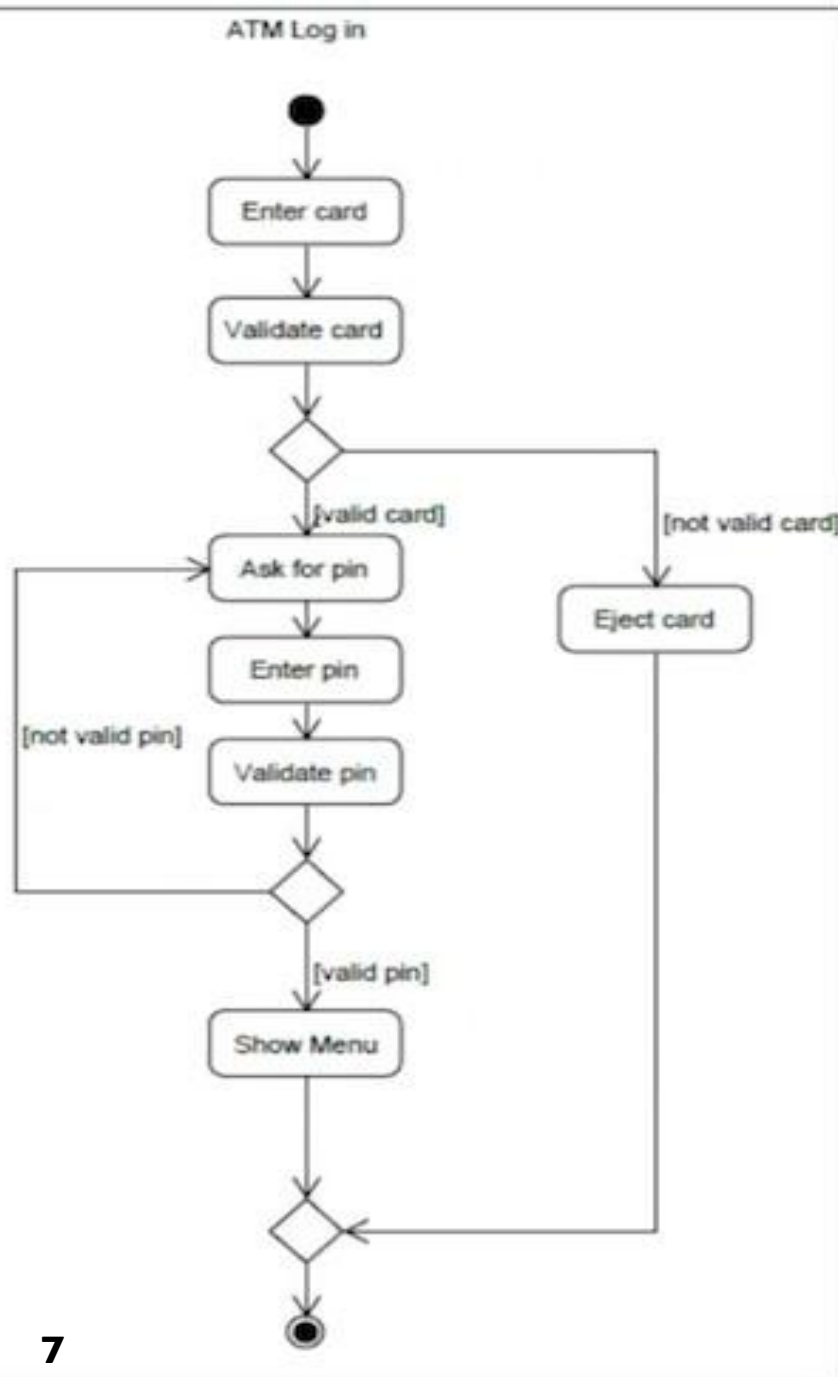 ATM Log in
Enter card
Validate card
[valid card]
[not valid card]
Ask for pin
Eject card
Enter pin
[not valid pin]
Validate pin
[valid pin]
Show Menu
7